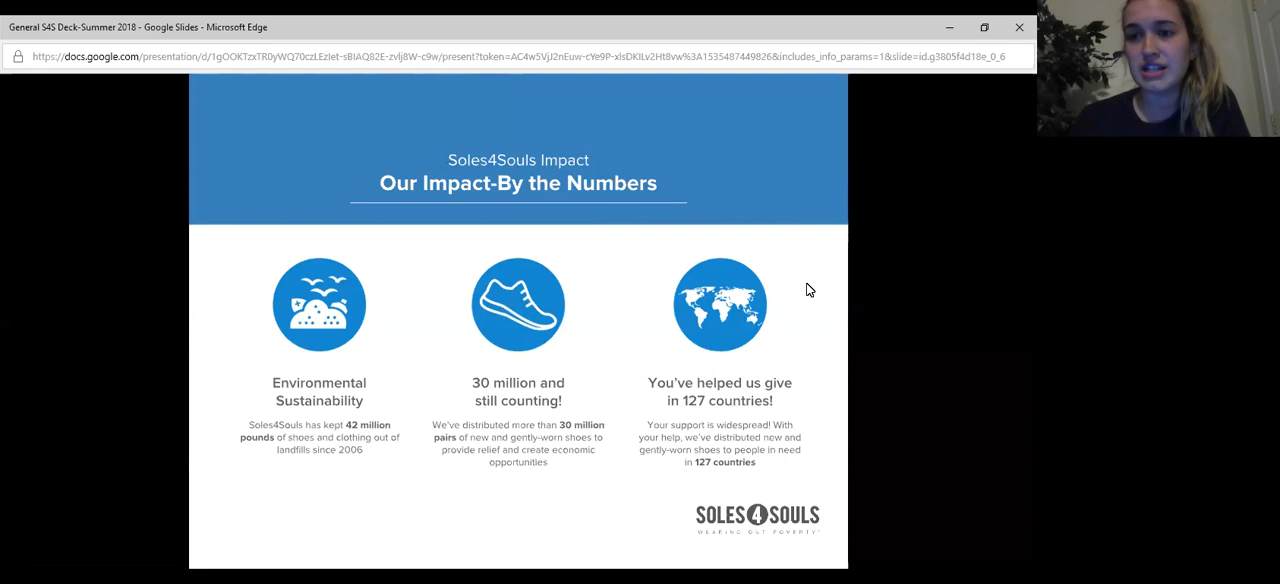 General S4S Deck-Summer 2018 - Google Slides - Microsoft Edge
https://docs.google.com/presentation/d/1gOOKTzxTR0yWQ70czLEzIet-sBIAQ82E-zvlj8W-c9w/present?token=AC4w5VjJ2nEuw-cYe9P-xlsDKILv2Ht8vw%3A1535487449826&includes_info_params=1&slide=id.g3805f4d18e_0_6
Soles4Souls Impact
Our Impact-By the Numbers
Environmental
Sustainability
Soles4Souls has kept 42 million
pounds of shoes and clothing out of
landfills since 2006
30 million and
still counting!
We've distributed more than 30 million
pairs of new and gently-worn shoes to
provide relief and create economic
opportunities
You've helped us give
in 127 countries!
Your support is widespread! With
your help, we've distributed new and
gently-worn shoes to people in need
in 127 countries
SOLES4SOULS
WEARING OUT POVERTY